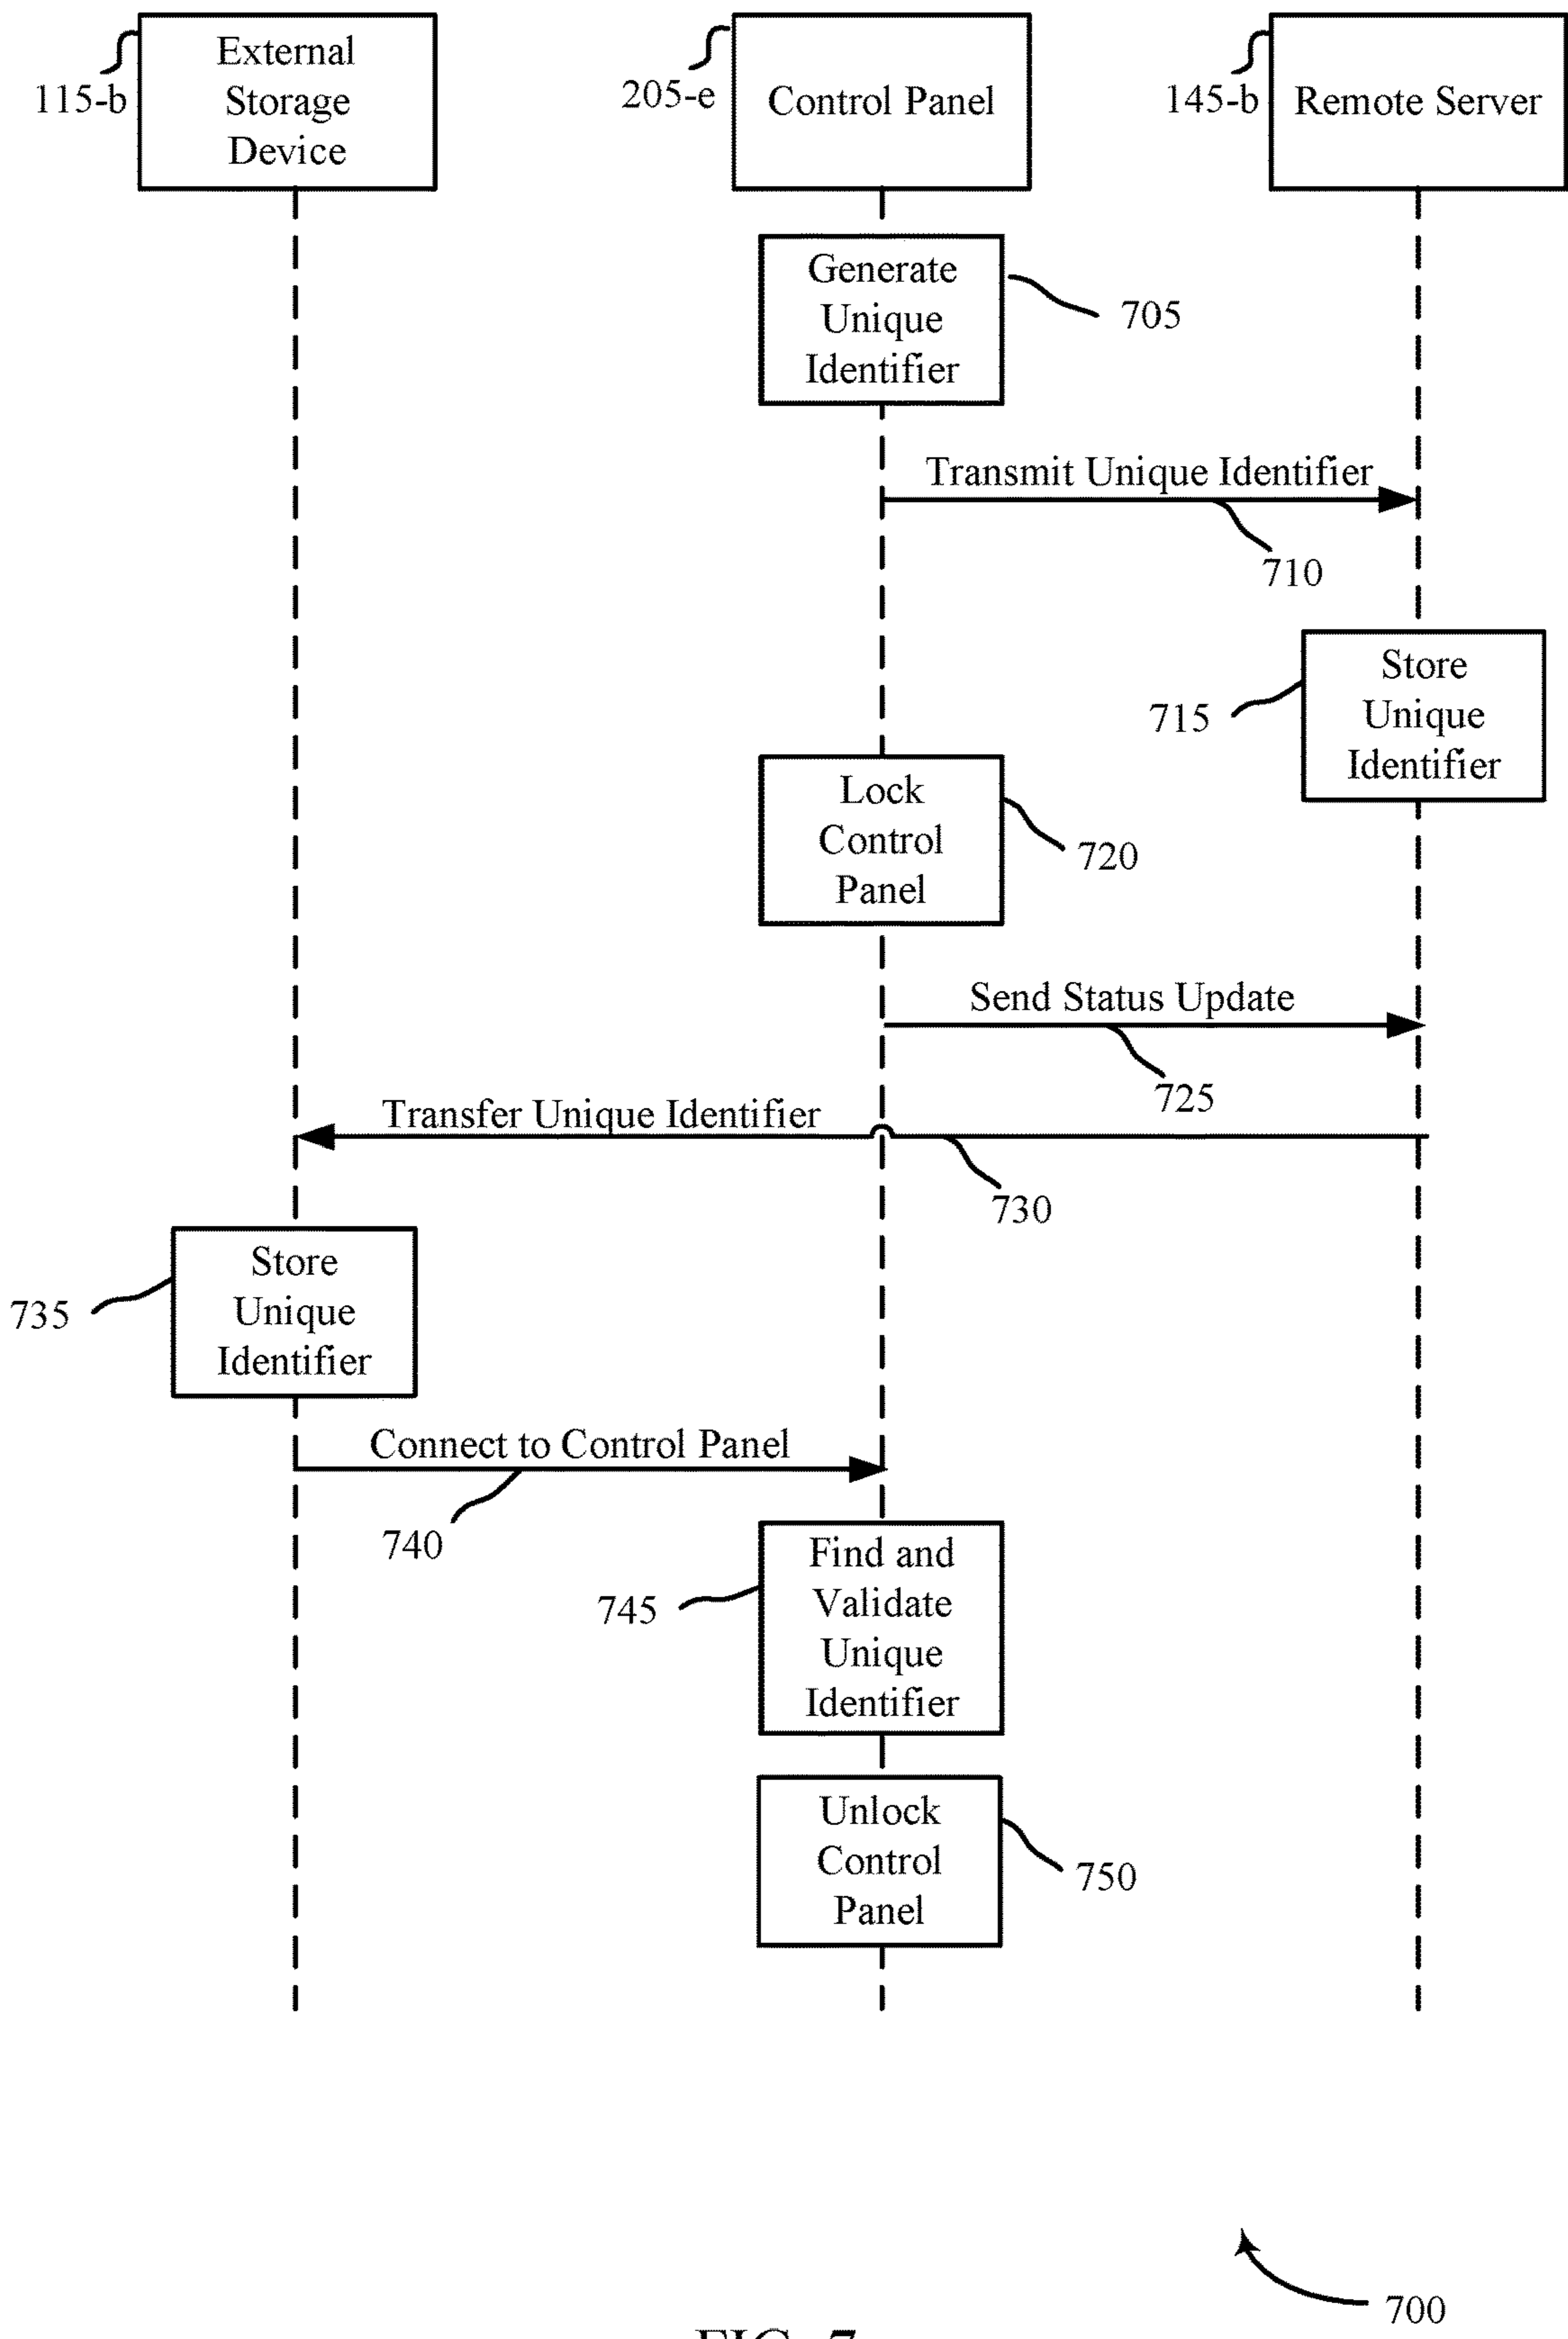 External
Storage
Device
115-b
Control Panel
205-e
Remote Server
145-b
Generate
Unique
Identifier
705
Transmit Unique Identifier
710
Store
Unique
Identifier
715
Lock
Control
Panel
720
Send Status Update
725
Transfer Unique Identifier
730
Store
Unique
Identifier
735
Connect to Control Panel
740
Find and
Validate
Unique
Identifier
745
Unlock
Control
Panel
750
700
FIG. 7